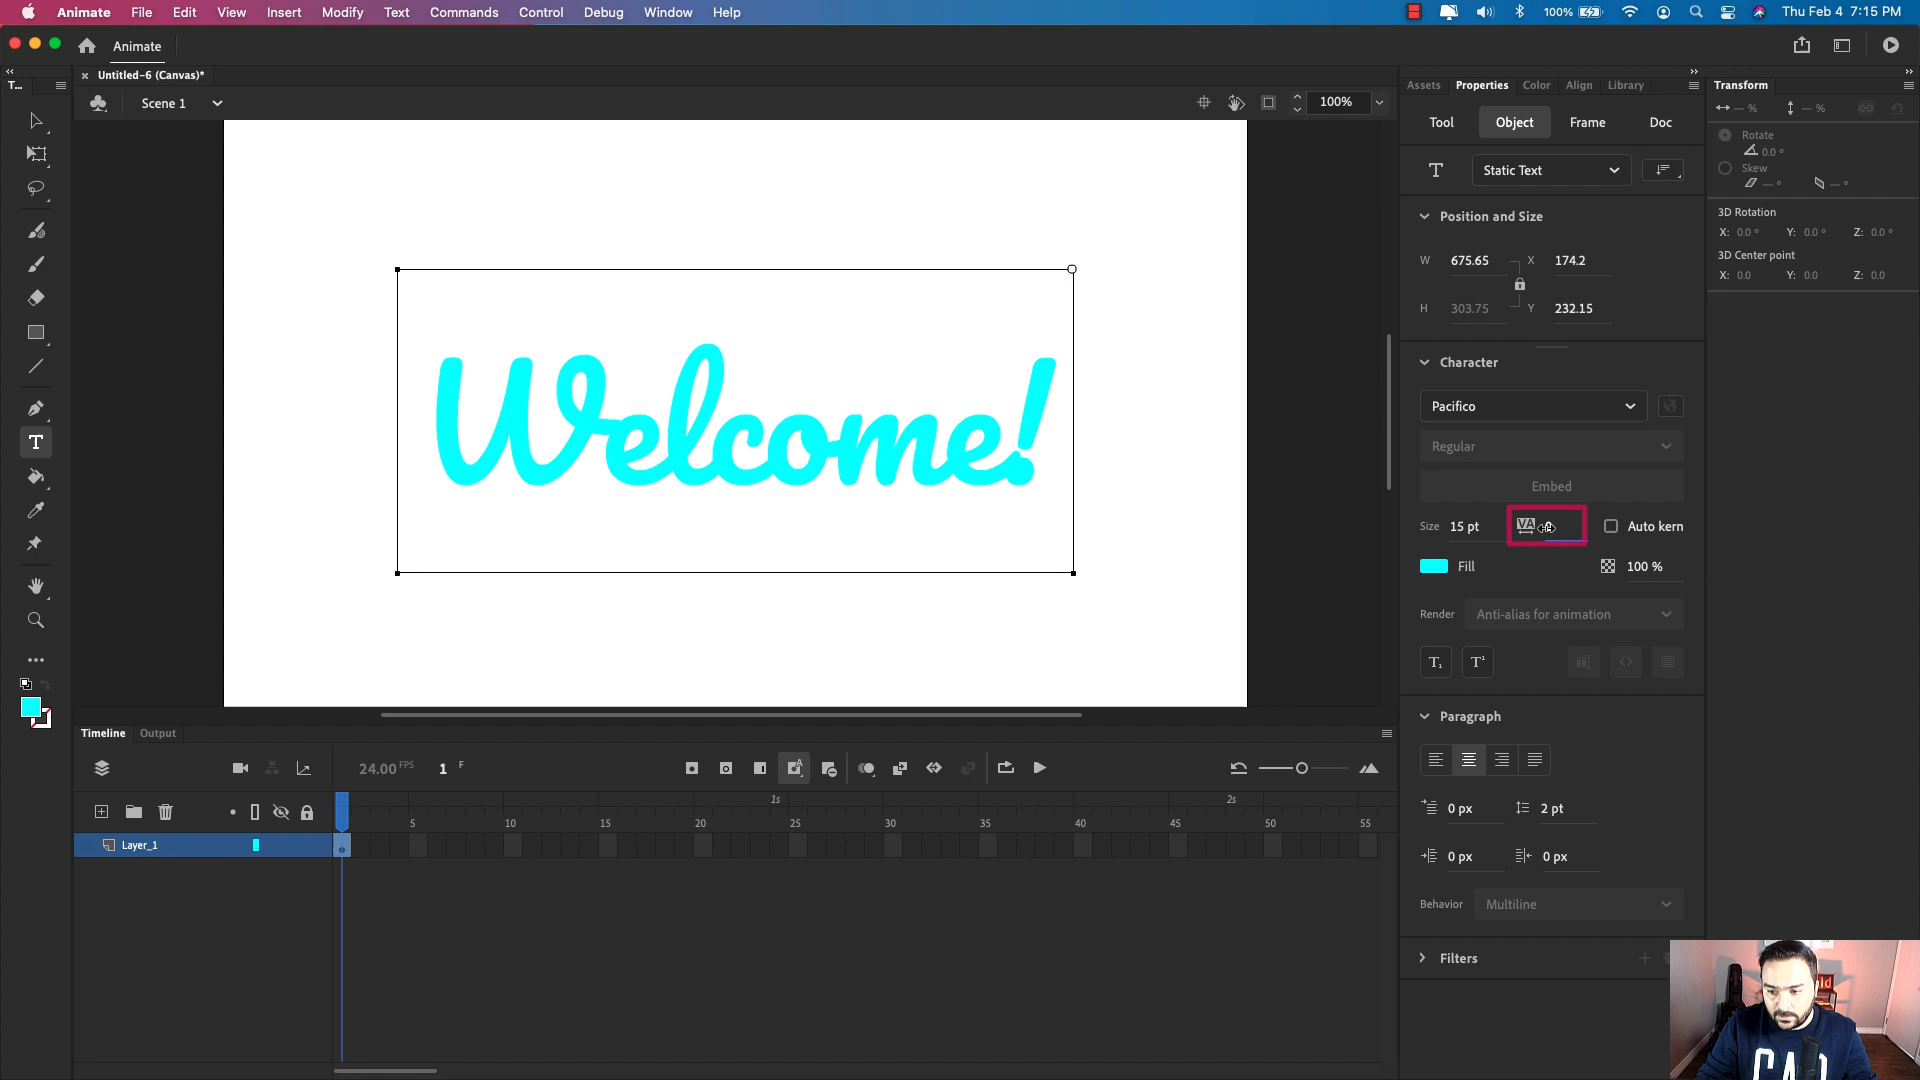 Animate File Edit View Insert Modify Text Commands Control Debug Window Help 100% Thu Feb 4 7:15 PM
Animate
T... × Untitled-6 (Canvas)*
Scene 1 100%
Assets Properties Color Align Library
Tool Object Frame Doc
T Static Text
Position and Size
W 675.65 X 174.2
H 303.75 Y 232.15
Character
Pacifico
Regular
Embed
Size 15 pt VA Auto kern
Fill 100 %
Render Anti-alias for animation
T₁ T¹
Paragraph
0 px 2 pt
0 px 0 px
Behavior Multiline
Filters
Transform
— % — %
Rotate
0.0 °
Skew
— ° — °
3D Rotation
X: 0.0 ° Y: 0.0 ° Z: 0.0 °
3D Center point
X: 0.0 Y: 0.0 Z: 0.0
Welcome!
T
Timeline Output
24.00 FPS 1 F
1s 2s
5 10 15 20 25 30 35 40 45 50 55
Layer_1
GAP